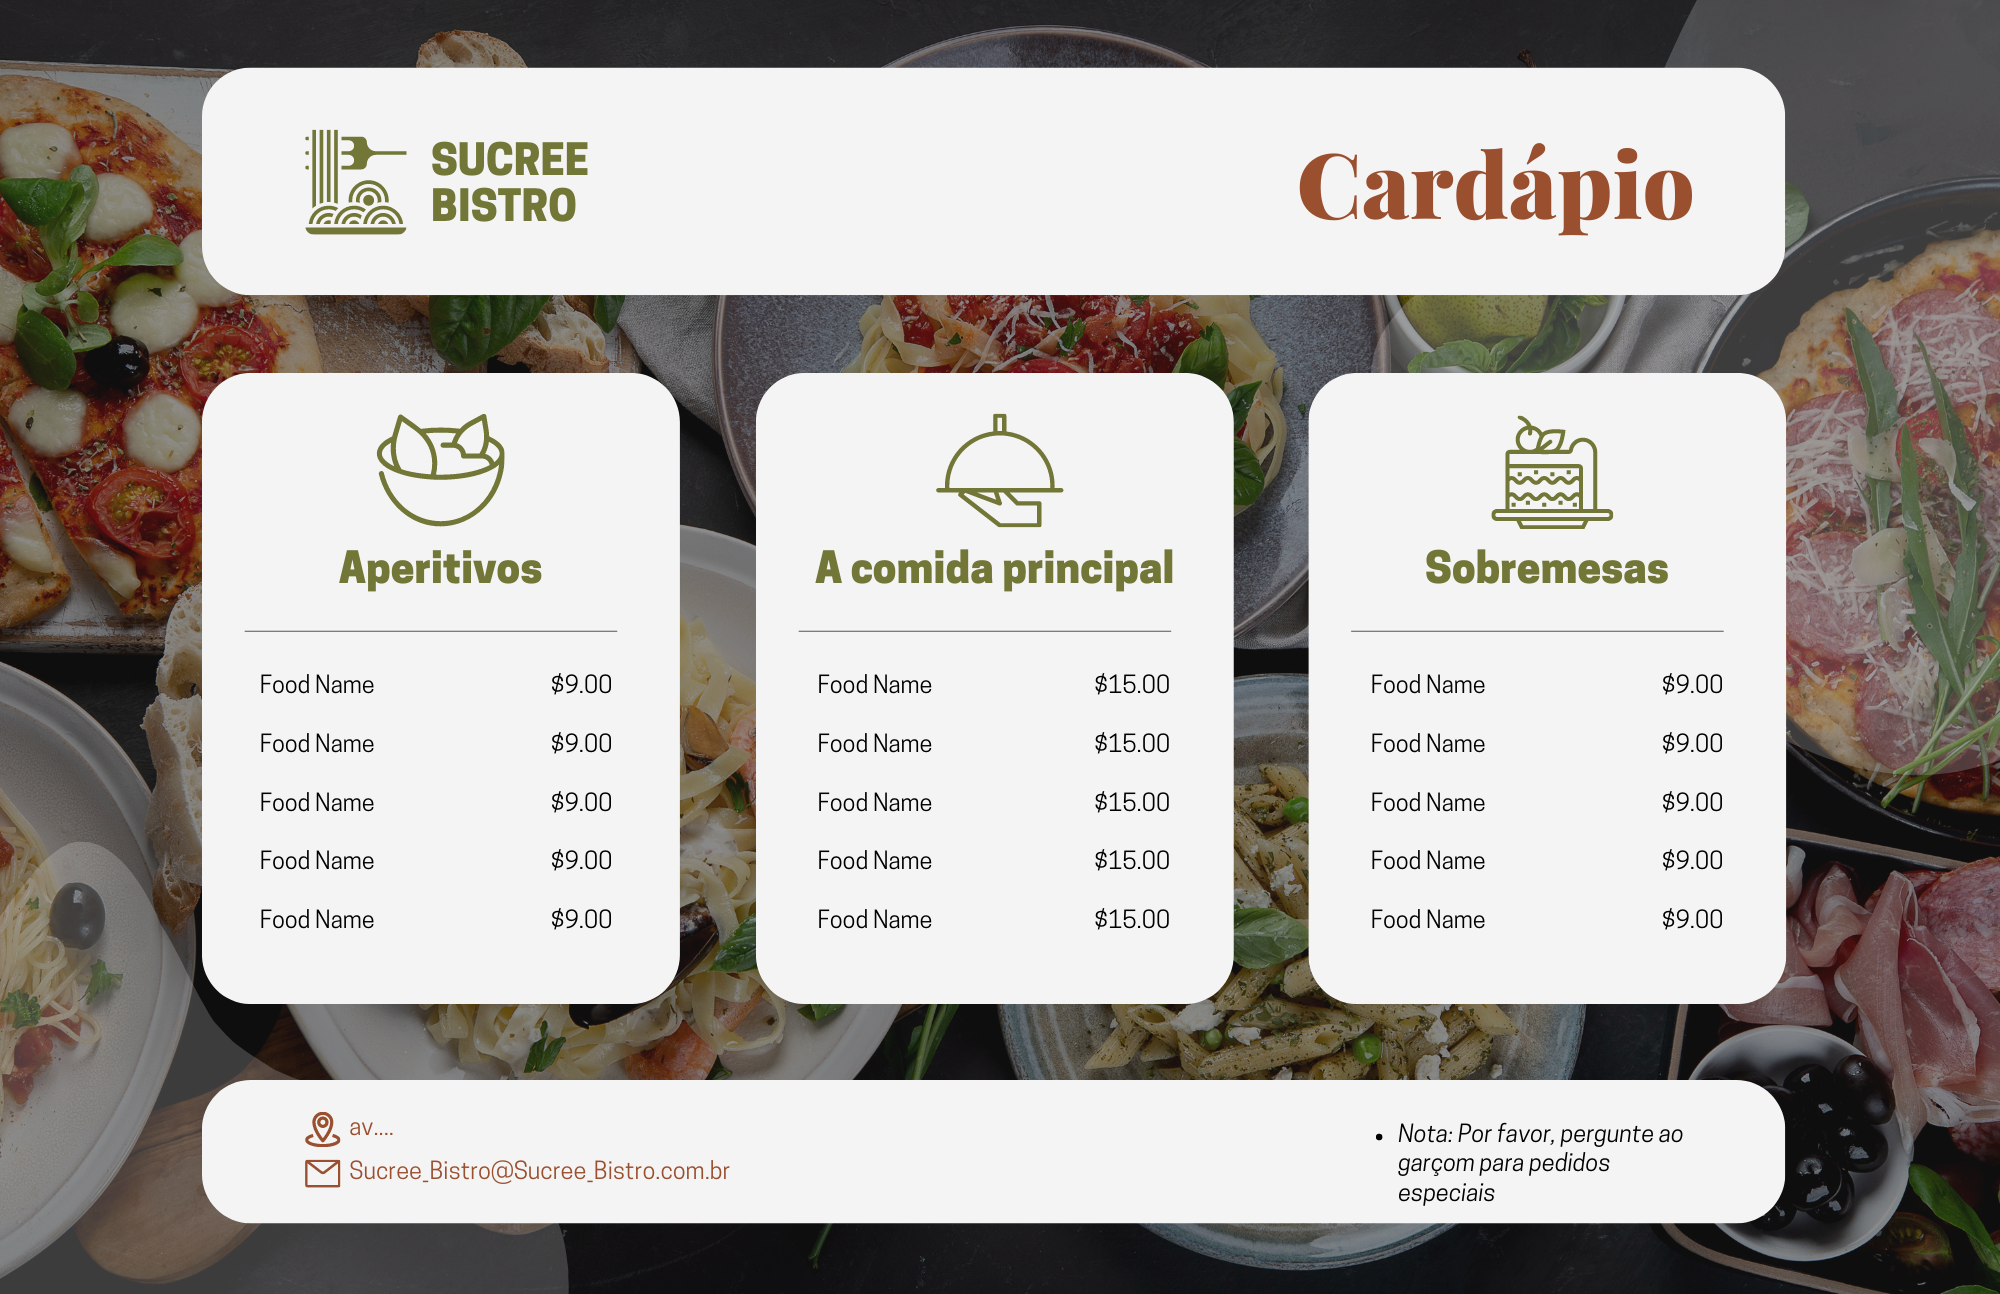 SUCREE
BISTRO
Cardápio
Aperitivos
Food Name $9.00
Food Name $9.00
Food Name $9.00
Food Name $9.00
Food Name $9.00
A comida principal
Food Name $15.00
Food Name $15.00
Food Name $15.00
Food Name $15.00
Food Name $15.00
Sobremesas
Food Name $9.00
Food Name $9.00
Food Name $9.00
Food Name $9.00
Food Name $9.00
av....
Sucree_Bistro@Sucree_Bistro.com.br
• Nota: Por favor, pergunte ao
garçom para pedidos
especiais